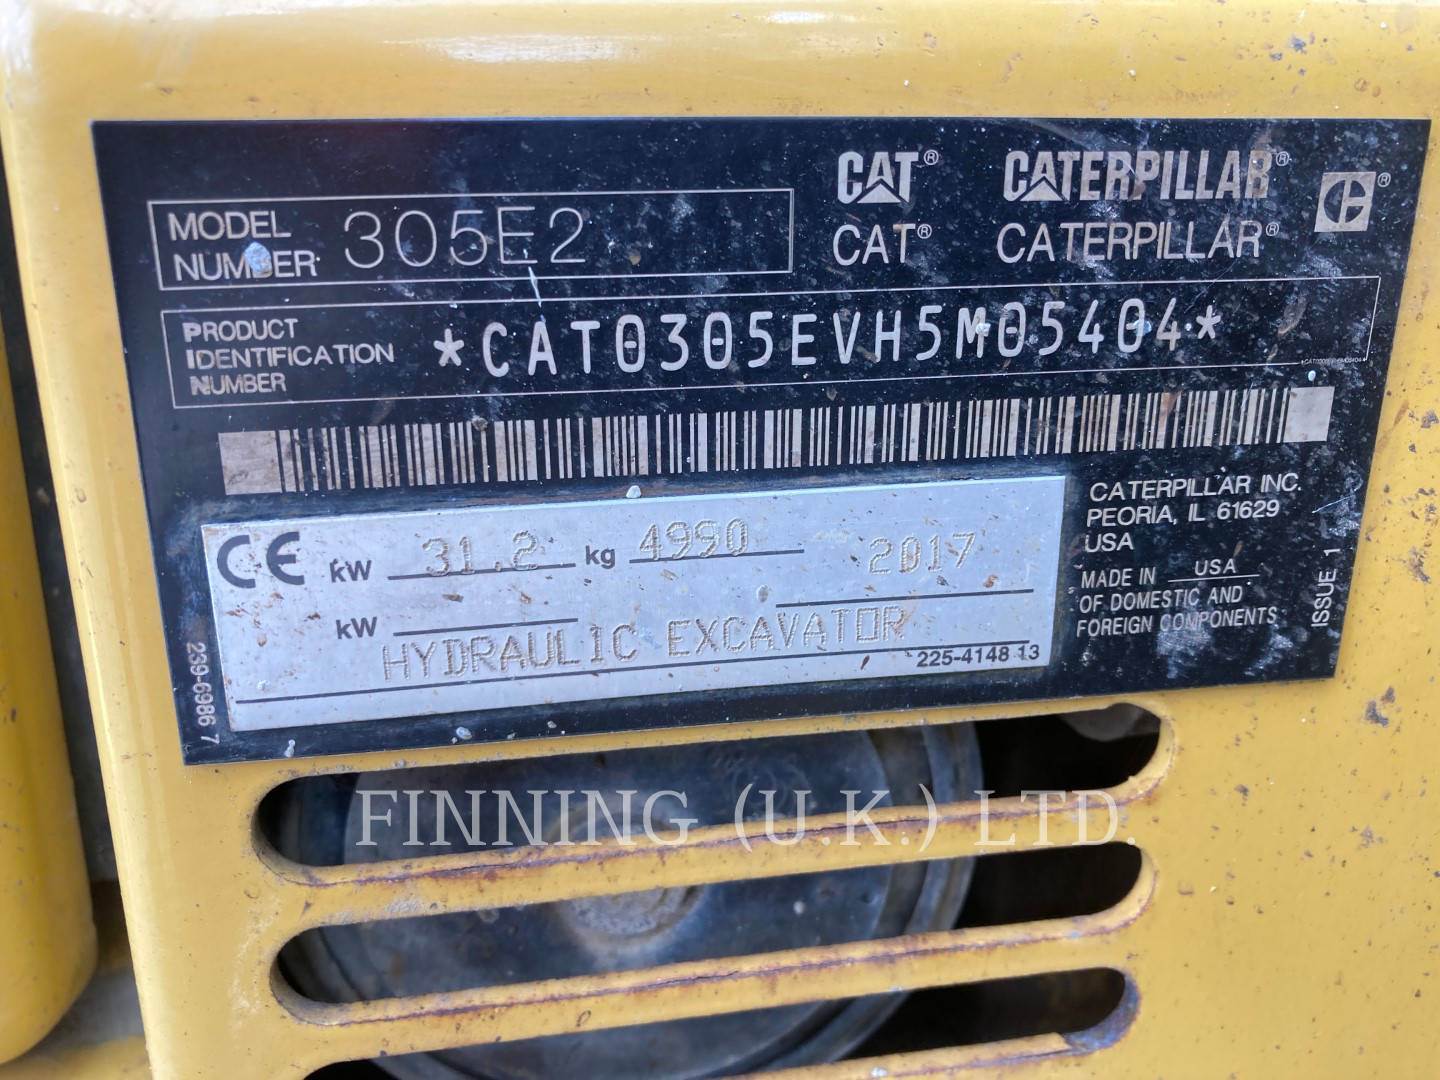 MODEL NUMBER 305E2
CAT® CATERPILLAR®
CAT® CATERPILLAR®
PRODUCT IDENTIFICATION NUMBER *CAT0305EVH5M05404*
CATERPILLAR INC.
PEORIA, IL 61629
USA
MADE IN USA
OF DOMESTIC AND
FOREIGN COMPONENTS
ISSUE 1
CE kW 31.2 kg 4990 2017
kW
HYDRAULIC EXCAVATOR
225-4148 13
239-6986 7
FINNING (U.K.) LTD.